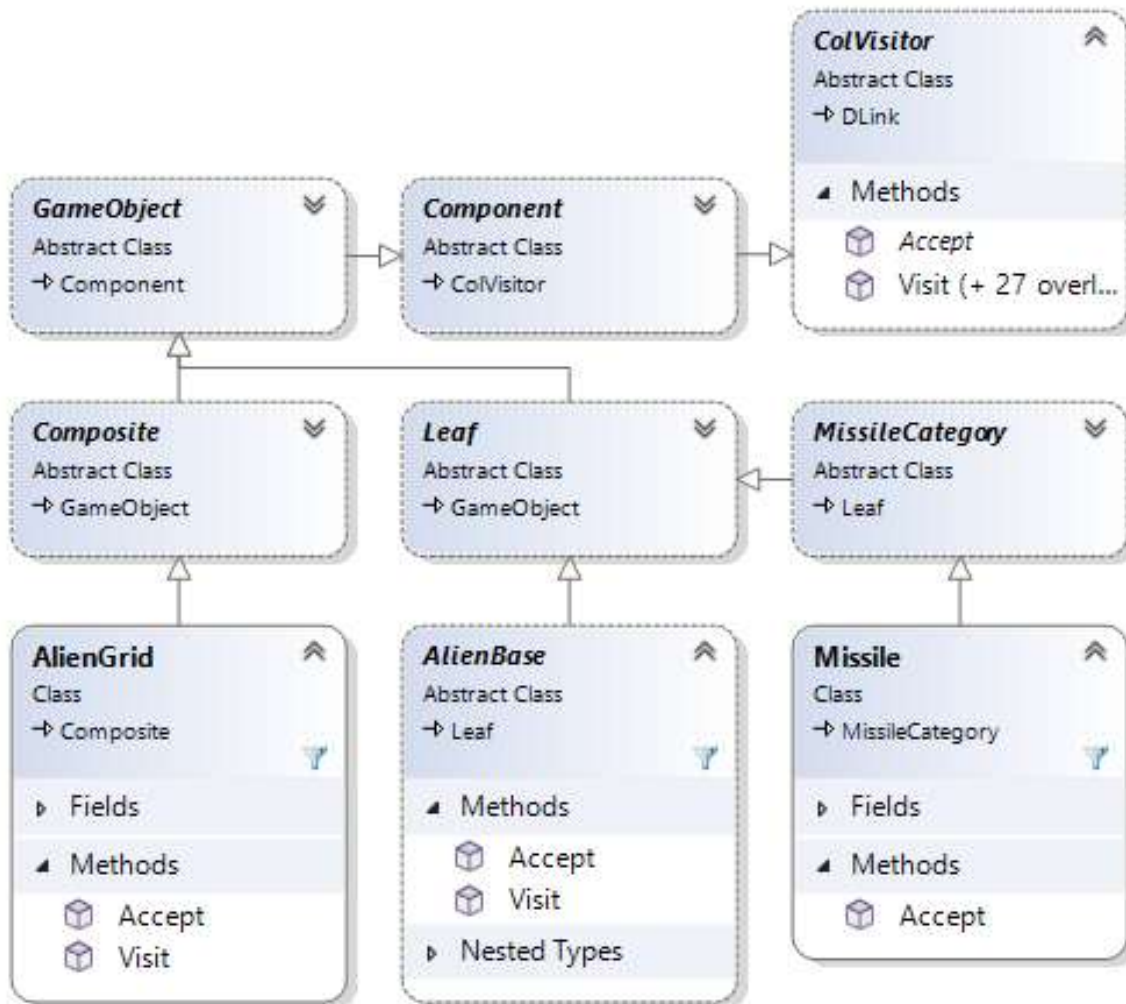 ColVisitor
Abstract Class
DLink
Methods
Accept
Visit (+ 27 overl...
GameObject
Abstract Class
Component
Component
Abstract Class
ColVisitor
Composite
Abstract Class
GameObject
Leaf
Abstract Class
GameObject
MissileCategory
Abstract Class
Leaf
AlienGrid
Class
Composite
Fields
Methods
Accept
Visit
AlienBase
Abstract Class
Leaf
Methods
Accept
Visit
Nested Types
Missile
Class
MissileCategory
Fields
Methods
Accept